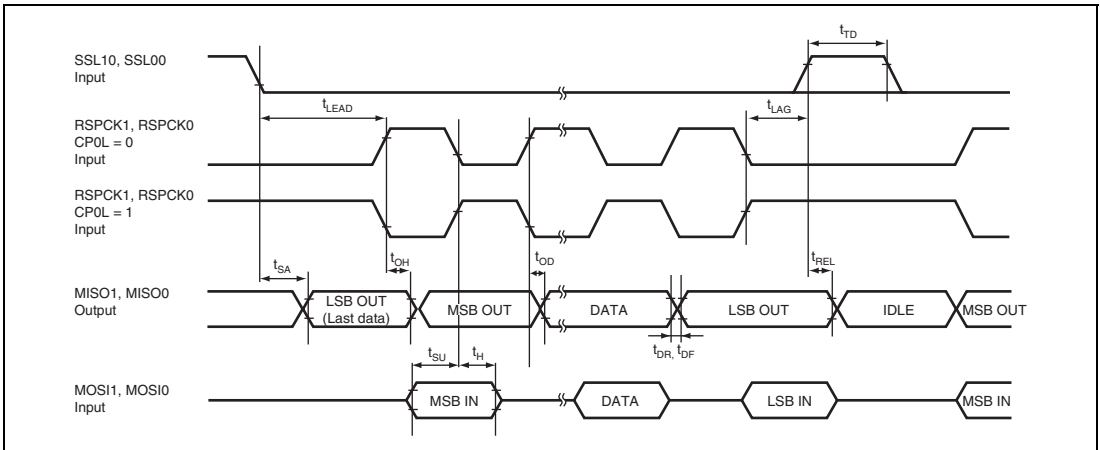 SSL10, SSL00
Input
tTD
tLEAD
tLAG
RSPCK1, RSPCK0
CP0L = 0
Input
RSPCK1, RSPCK0
CP0L = 1
Input
tSA
tOH
tOD
tREL
MISO1, MISO0
Output
LSB OUT
(Last data)
MSB OUT
DATA
LSB OUT
IDLE
MSB OUT
tSU
tH
tDR, tDF
MOSI1, MOSI0
Input
MSB IN
DATA
LSB IN
MSB IN